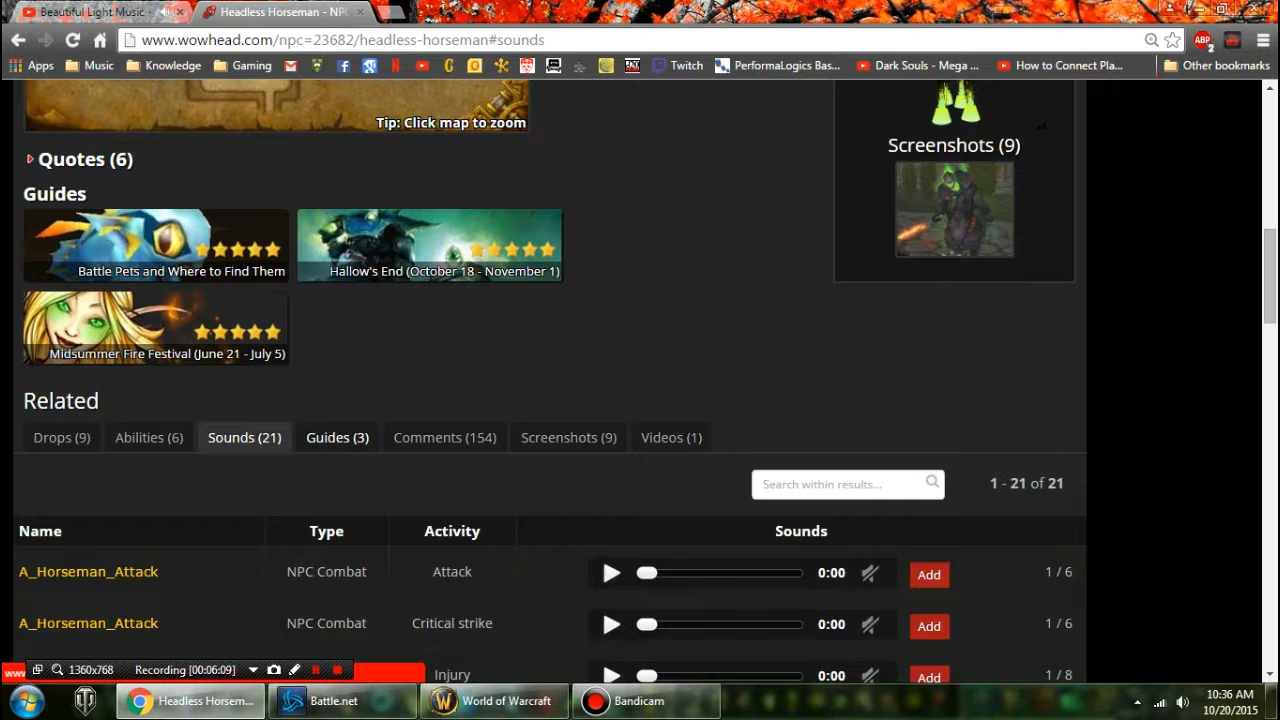 Beautiful Light Music -
Headless Horseman - NPC
www.wowhead.com/npc=23682/headless-horseman#sounds
ABP
2
Apps Music Knowledge Gaming Twitch PerformaLogics Bas... Dark Souls - Mega ... How to Connect Pla... Other bookmarks
Tip: Click map to zoom
Screenshots (9)
Quotes (6)
Guides
Battle Pets and Where to Find Them
Hallow's End (October 18 - November 1)
Midsummer Fire Festival (June 21 - July 5)
Related
Drops (9) Abilities (6) Sounds (21) Guides (3) Comments (154) Screenshots (9) Videos (1)
Search within results... 1 - 21 of 21
Name Type Activity Sounds
A_Horseman_Attack NPC Combat Attack 0:00 Add 1 / 6
A_Horseman_Attack NPC Combat Critical strike 0:00 Add 1 / 6
Injury 0:00 Add 1 / 8
www
1360x768 Recording [00:06:09]
Headless Horsem... Battle.net World of Warcraft Bandicam
10:36 AM
10/20/2015